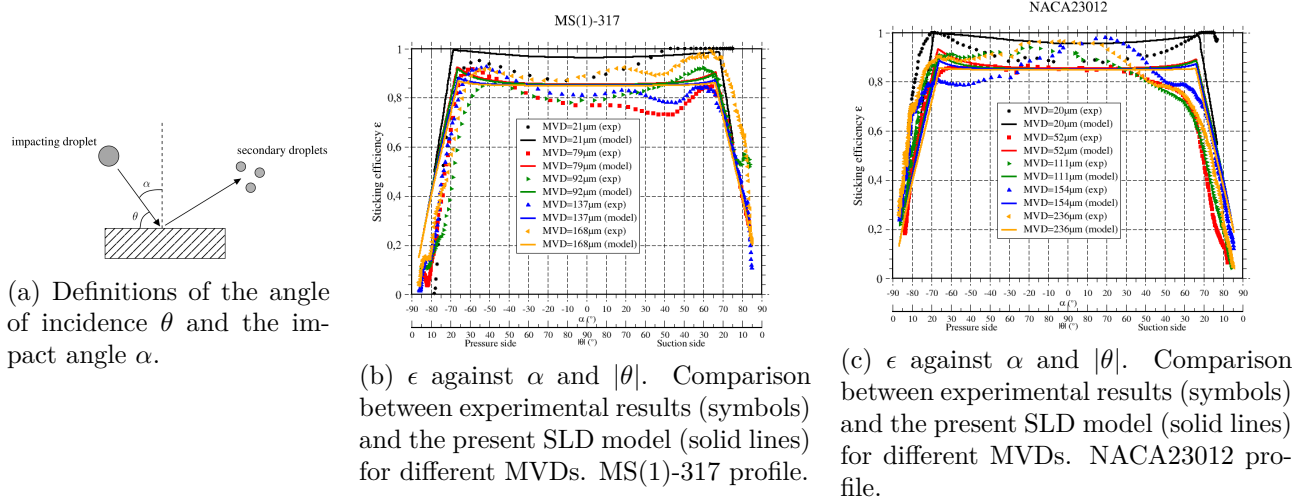 impacting droplet
secondary droplets
α
θ
(a) Definitions of the angle
of incidence θ and the im-
pact angle α.
MS(1)-317
Sticking efficiency ε
1
0,8
0,6
0,4
0,2
0
MVD=21µm (exp)
MVD=21µm (model)
MVD=79µm (exp)
MVD=79µm (model)
MVD=92µm (exp)
MVD=92µm (model)
MVD=137µm (exp)
MVD=137µm (model)
MVD=168µm (exp)
MVD=168µm (model)
-90 -80 -70 -60 -50 -40 -30 -20 -10 0 10 20 30 40 50 60 70 80 90
α (°)
0 10 20 30 40 50 60 70 80 90 80 70 60 50 40 30 20 10 0
Pressure side |θ| (°) Suction side
(b) ϵ against α and |θ|. Comparison
between experimental results (symbols)
and the present SLD model (solid lines)
for different MVDs. MS(1)-317 profile.
NACA23012
Sticking efficiency ε
1
0,8
0,6
0,4
0,2
0
MVD=20µm (exp)
MVD=20µm (model)
MVD=52µm (exp)
MVD=52µm (model)
MVD=111µm (exp)
MVD=111µm (model)
MVD=154µm (exp)
MVD=154µm (model)
MVD=236µm (exp)
MVD=236µm (model)
-90 -80 -70 -60 -50 -40 -30 -20 -10 0 10 20 30 40 50 60 70 80 90
α (°)
0 10 20 30 40 50 60 70 80 90 80 70 60 50 40 30 20 10 0
Pressure side |θ| (°) Suction side
(c) ϵ against α and |θ|. Comparison
between experimental results (symbols)
and the present SLD model (solid lines)
for different MVDs. NACA23012 pro-
file.